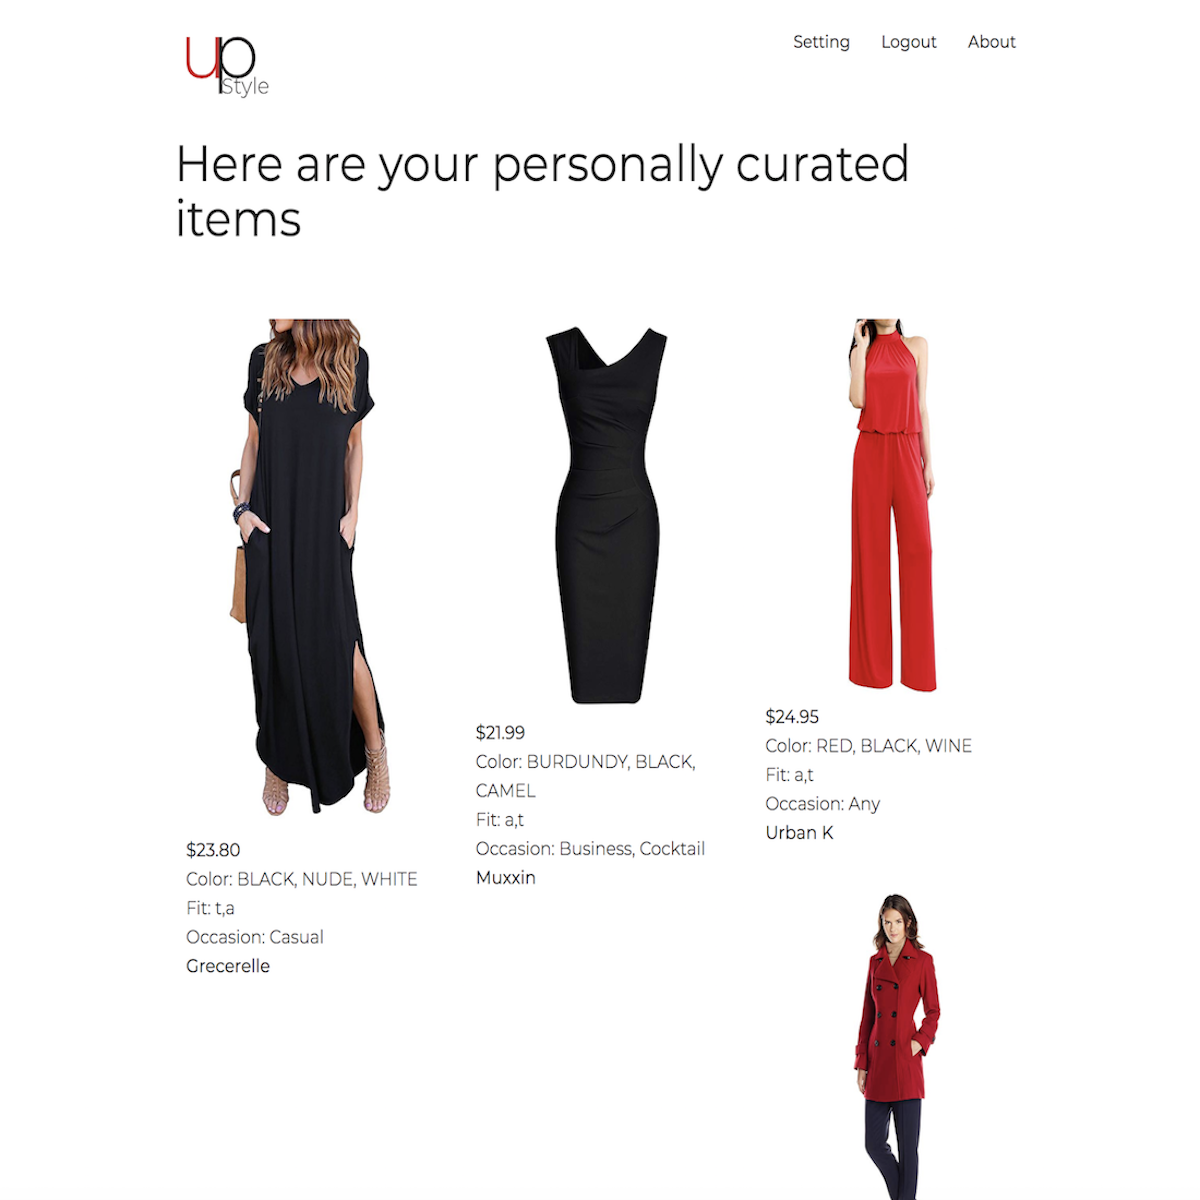 up
Style
Setting Logout About
Here are your personally curated
items
$23.80
Color: BLACK, NUDE, WHITE
Fit: t,a
Occasion: Casual
Grecerelle
$21.99
Color: BURDUNDY, BLACK,
CAMEL
Fit: a,t
Occasion: Business, Cocktail
Muxxin
$24.95
Color: RED, BLACK, WINE
Fit: a,t
Occasion: Any
Urban K